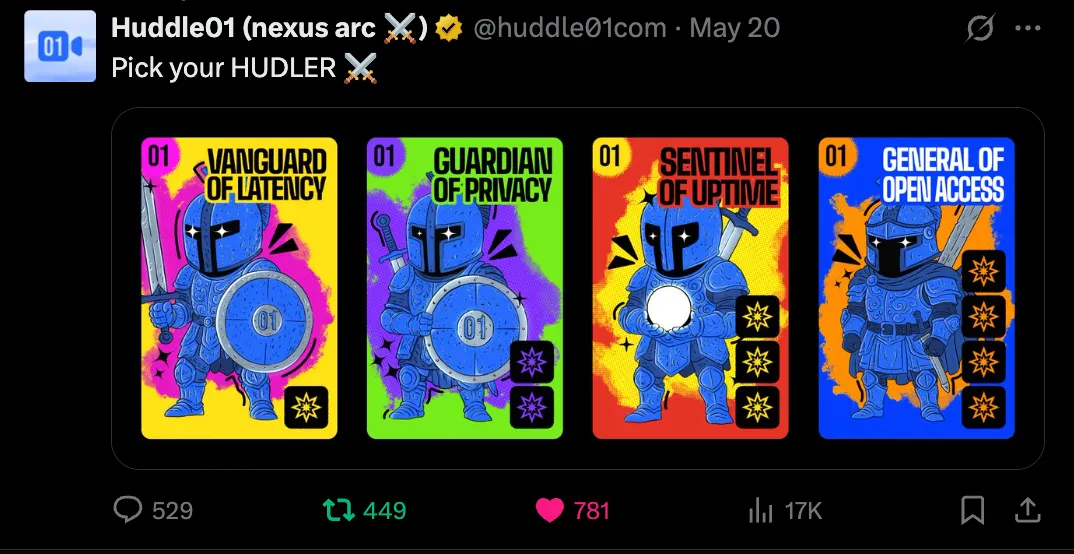 Huddle01 (nexus arc ⚔️) @huddle01com · May 20
Pick your HUDLER ⚔️
01
01
VANGUARD
OF LATENCY
01
01
GUARDIAN
OF PRIVACY
01
01
SENTINEL
OF UPTIME
01
GENERAL OF
OPEN ACCESS
529
449
781
17K